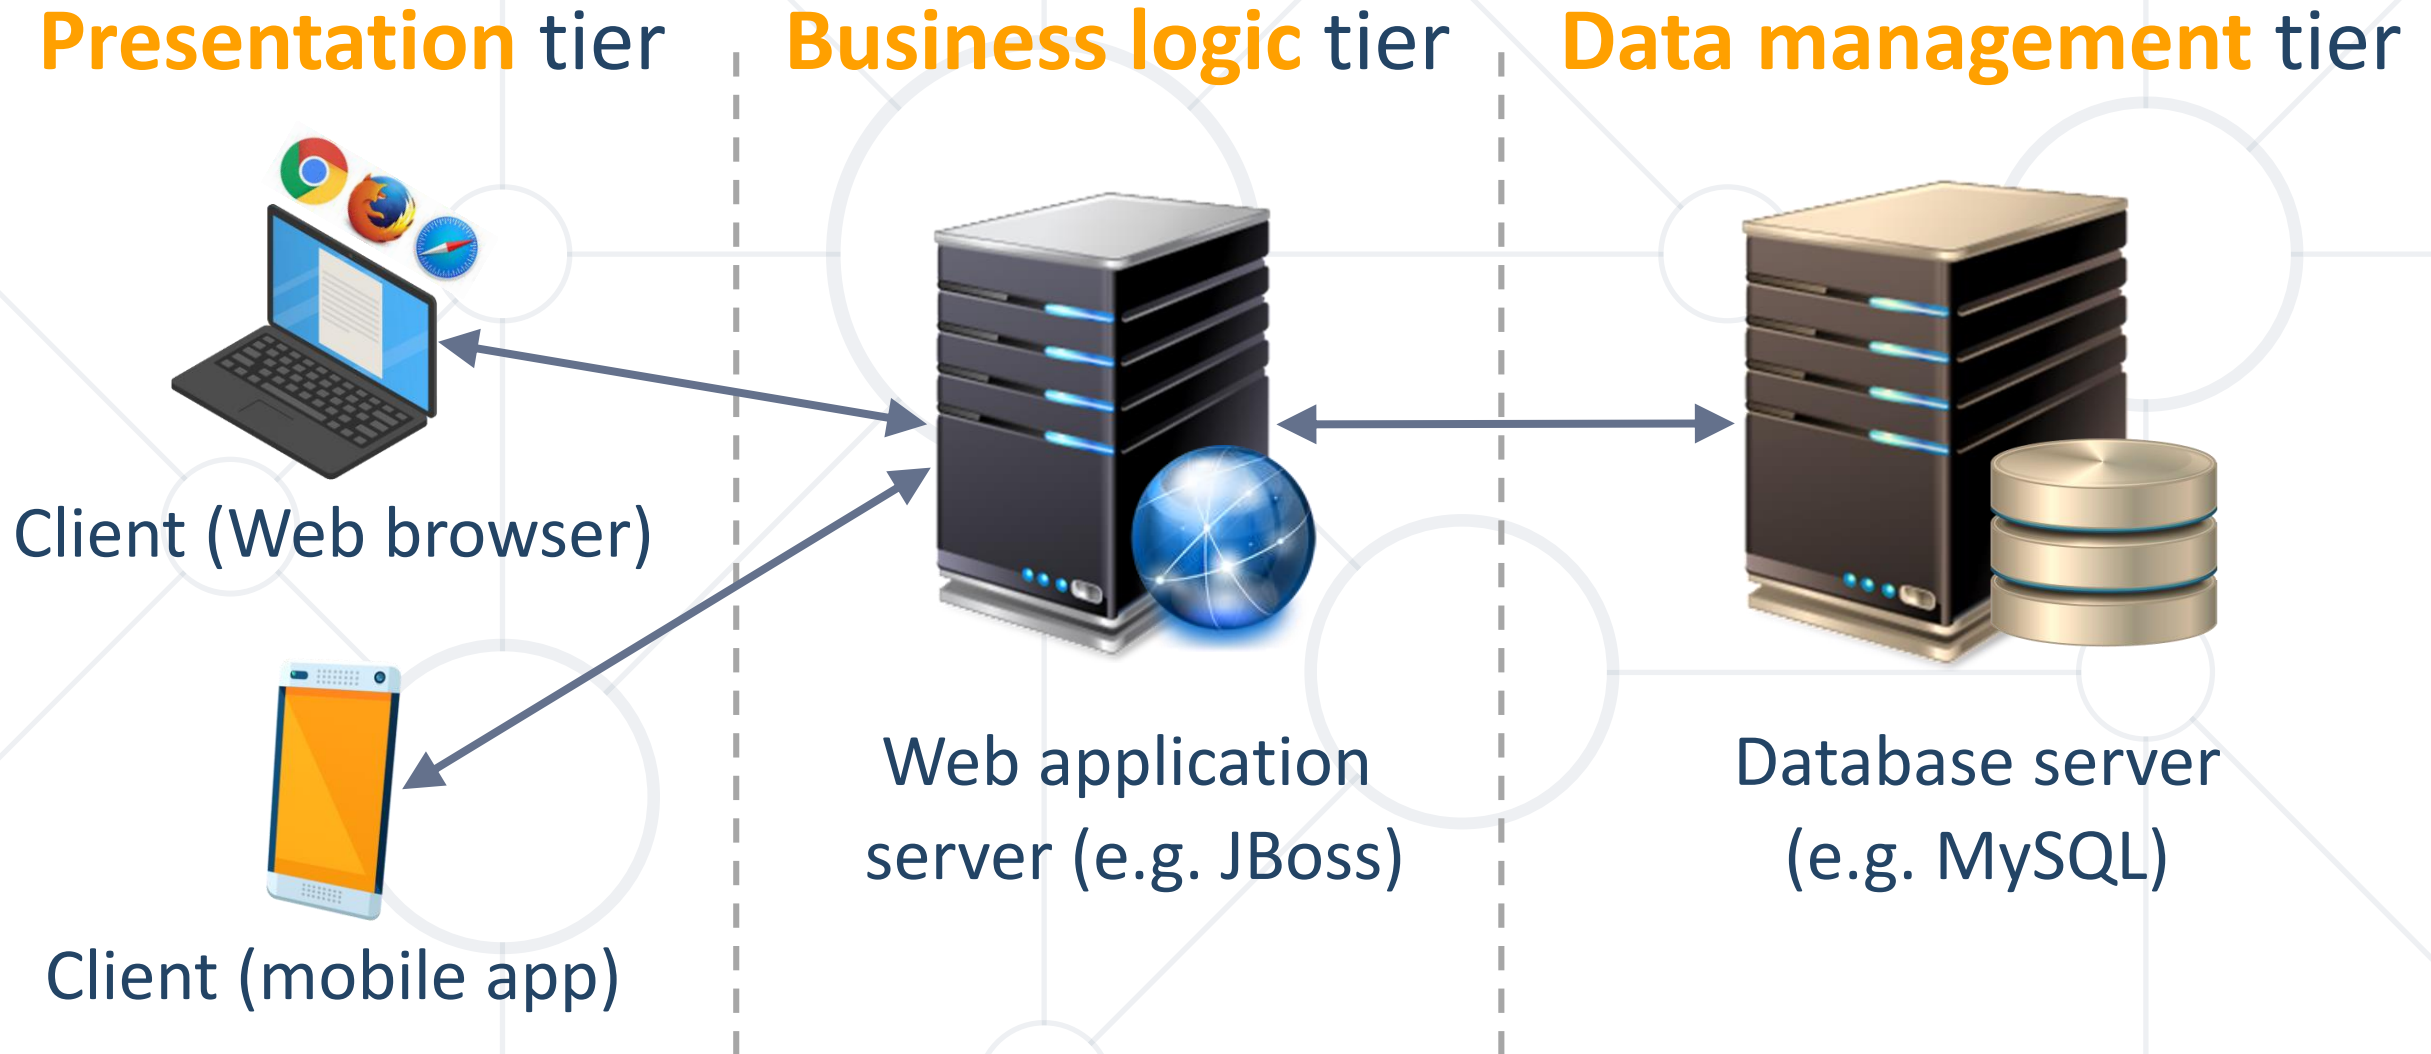 Presentation tier
Business logic tier
Data management tier
Client (Web browser)
Client (mobile app)
Web application
server (e.g. JBoss)
Database server
(e.g. MySQL)